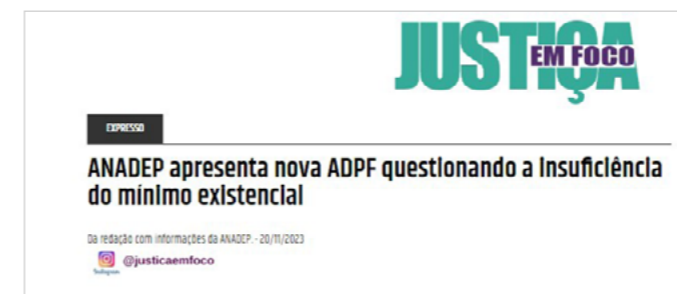 JUSTIÇA
EM FOCO
EXPRESSO
ANADEP apresenta nova ADPF questionando a insuficiência
do mínimo existencial
Da redação com informações da ANADEP. - 20/11/2023
@justicaemfoco
Instagram